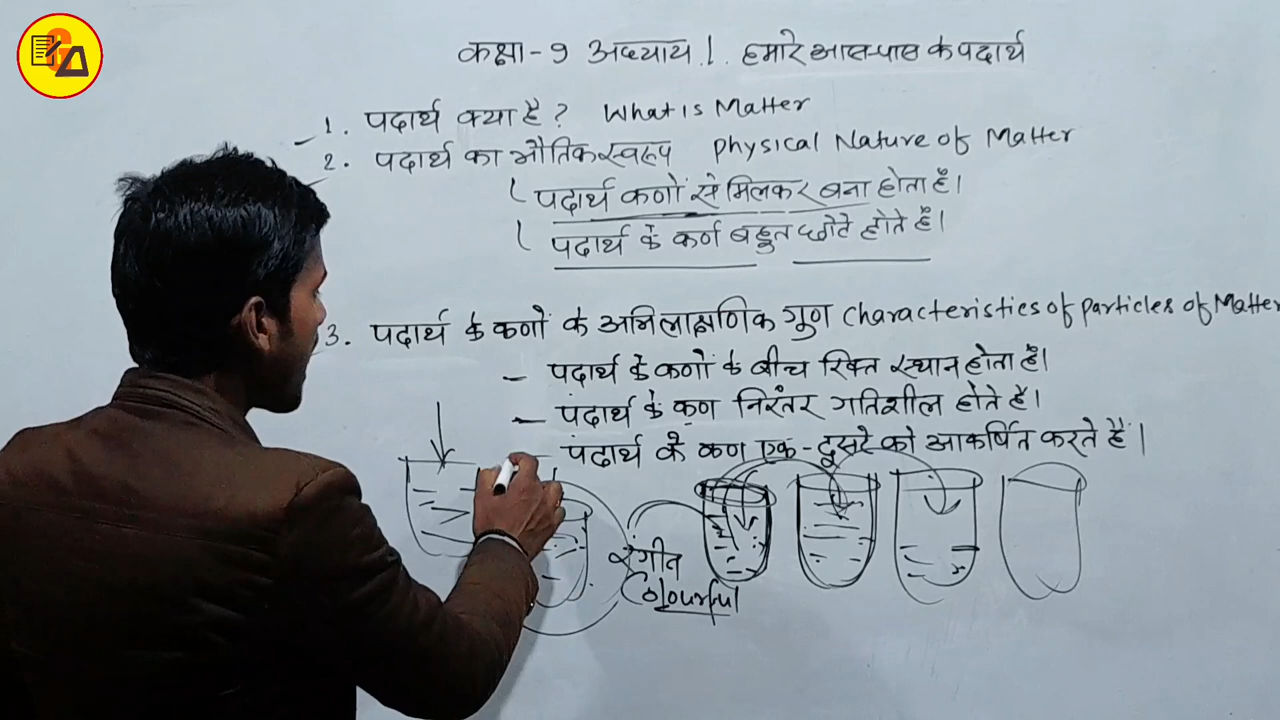 कक्षा - 9 अध्याय . 1. हमारे आस-पास के पदार्थ
1. पदार्थ क्या है ? What is Matter
2. पदार्थ का भौतिक स्वरुप Physical Nature of Matter
पदार्थ कणों से मिलकर बना होता है।
पदार्थ के कण बहुत छोटे होते हैं।
3. पदार्थ के कणों के अभिलाक्षणिक गुण Characteristics of particles of Matter
- पदार्थ के कणों के बीच रिक्त स्थान होता है।
- पदार्थ के कण निरंतर गतिशील होते हैं।
- पदार्थ के कण एक-दुसरे को आकर्षित करते हैं।
रंगीन
Colourful